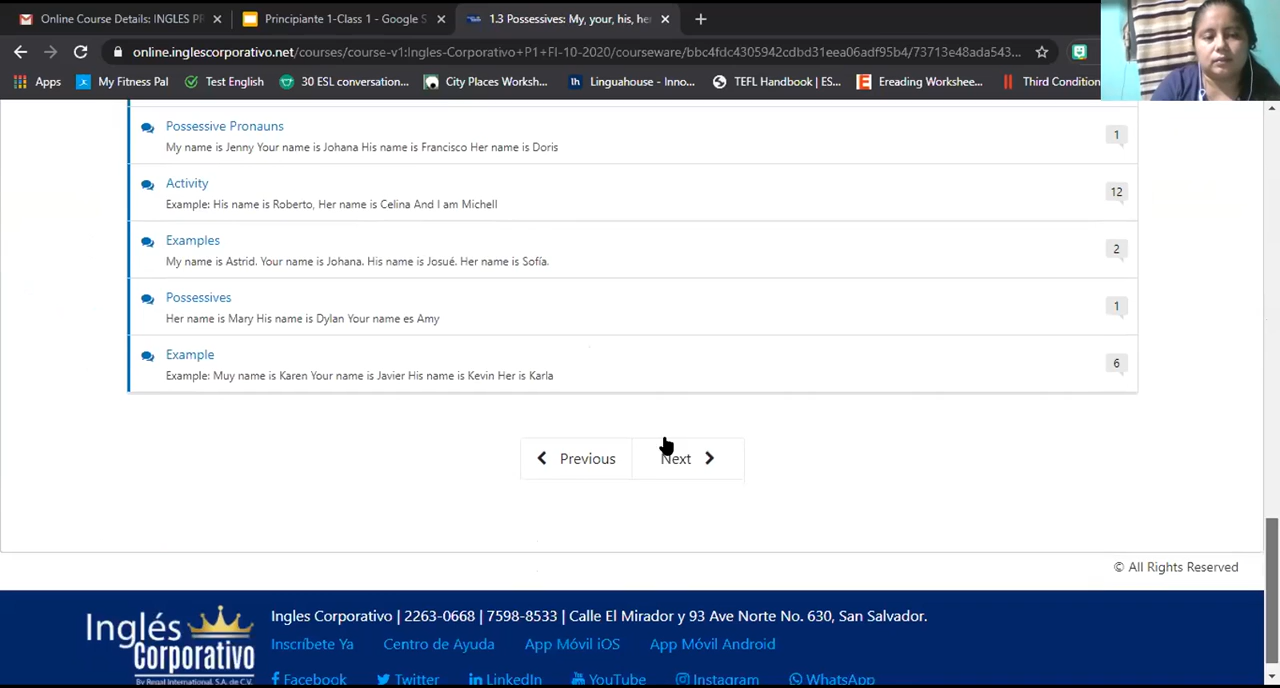 Online Course Details: INGLES PR
Principiante 1-Class 1 - Google S
1.3 Possessives: My, your, his, he
online.inglescorporativo.net/courses/course-v1:Ingles-Corporativo+P1+FI-10-2020/courseware/bbc4fdc4305942cdbd31eea06adf95b4/73713e48ada543...
Apps
My Fitness Pal
Test English
30 ESL conversation...
City Places Worksh...
Linguahouse - Inno...
TEFL Handbook | ES...
Ereading Workshee...
Third Condition
Possessive Pronauns
1
My name is Jenny Your name is Johana His name is Francisco Her name is Doris
Activity
12
Example: His name is Roberto, Her name is Celina And I am Michell
Examples
2
My name is Astrid. Your name is Johana. His name is Josué. Her name is Sofía.
Possessives
1
Her name is Mary His name is Dylan Your name es Amy
Example
6
Example: Muy name is Karen Your name is Javier His name is Kevin Her is Karla
Previous
Next
© All Rights Reserved
Inglés Corporativo
By Regal International, S.A. de C.V.
Ingles Corporativo | 2263-0668 | 7598-8533 | Calle El Mirador y 93 Ave Norte No. 630, San Salvador.
Inscríbete Ya
Centro de Ayuda
App Móvil iOS
App Móvil Android
Facebook
Twitter
LinkedIn
YouTube
Instagram
WhatsApp